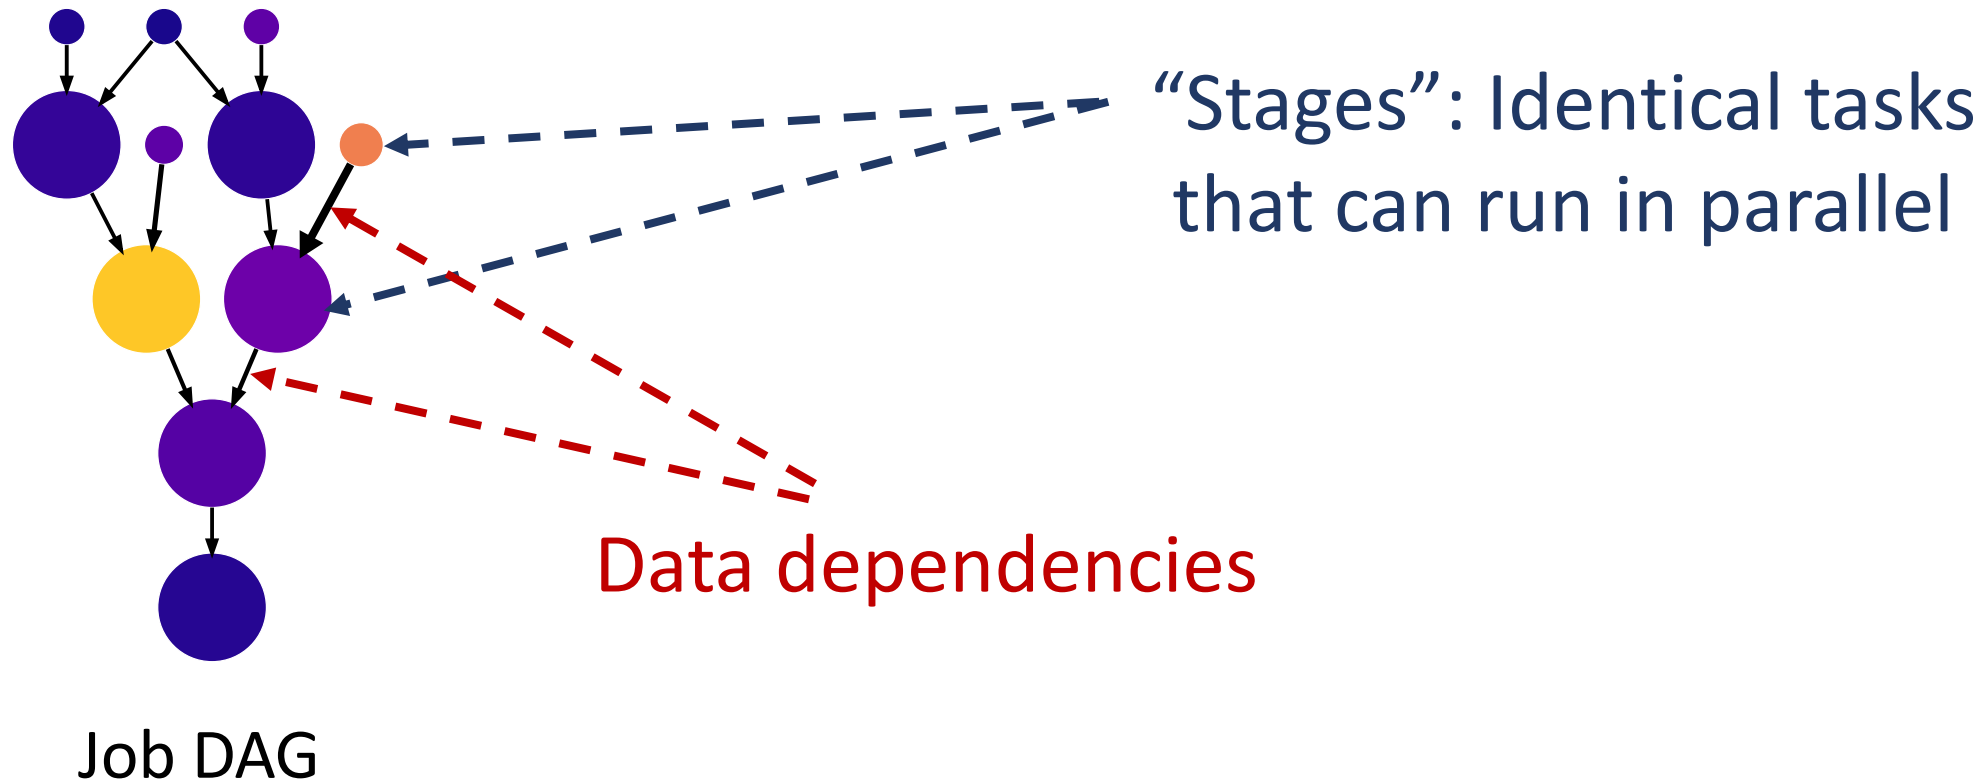 “Stages”: Identical tasks
that can run in parallel
Data dependencies
Job DAG